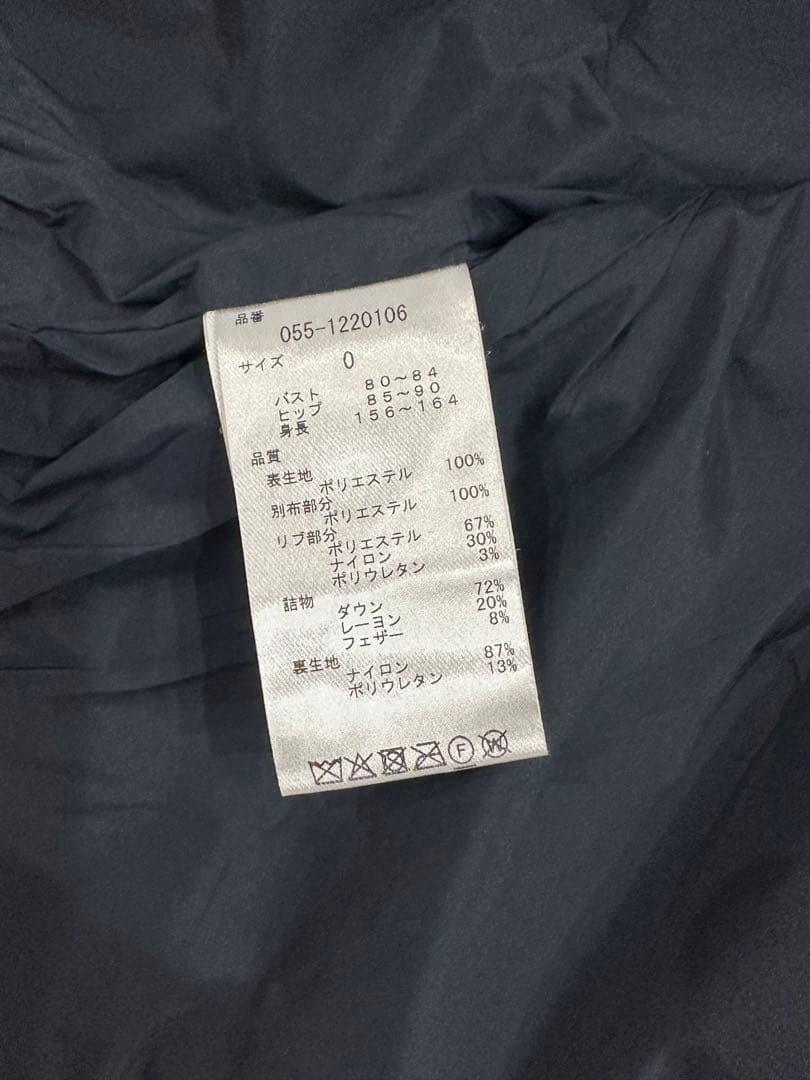 品番 055-1220106
サイズ 0
バスト 80～84
ヒップ 85～90
身長 156～164
品質
表生地 ポリエステル 100%
別布部分 ポリエステル 100%
リブ部分 ポリエステル 67%
ナイロン 30%
ポリウレタン 3%
詰物 ダウン 72%
レーヨン 20%
フェザー 8%
裏生地 ナイロン 87%
ポリウレタン 13%
F W